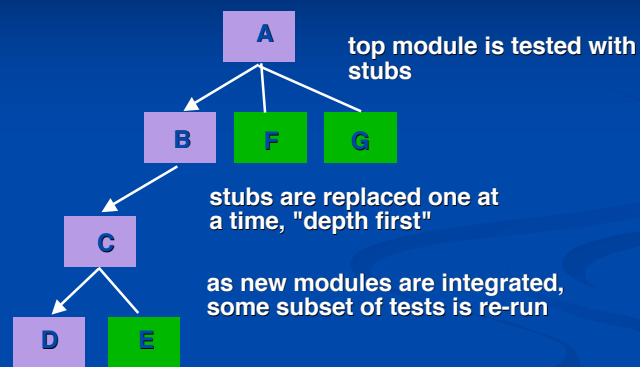 A
top module is tested with
stubs
B
F
G
stubs are replaced one at
a time, "depth first"
C
as new modules are integrated,
some subset of tests is re-run
D
E